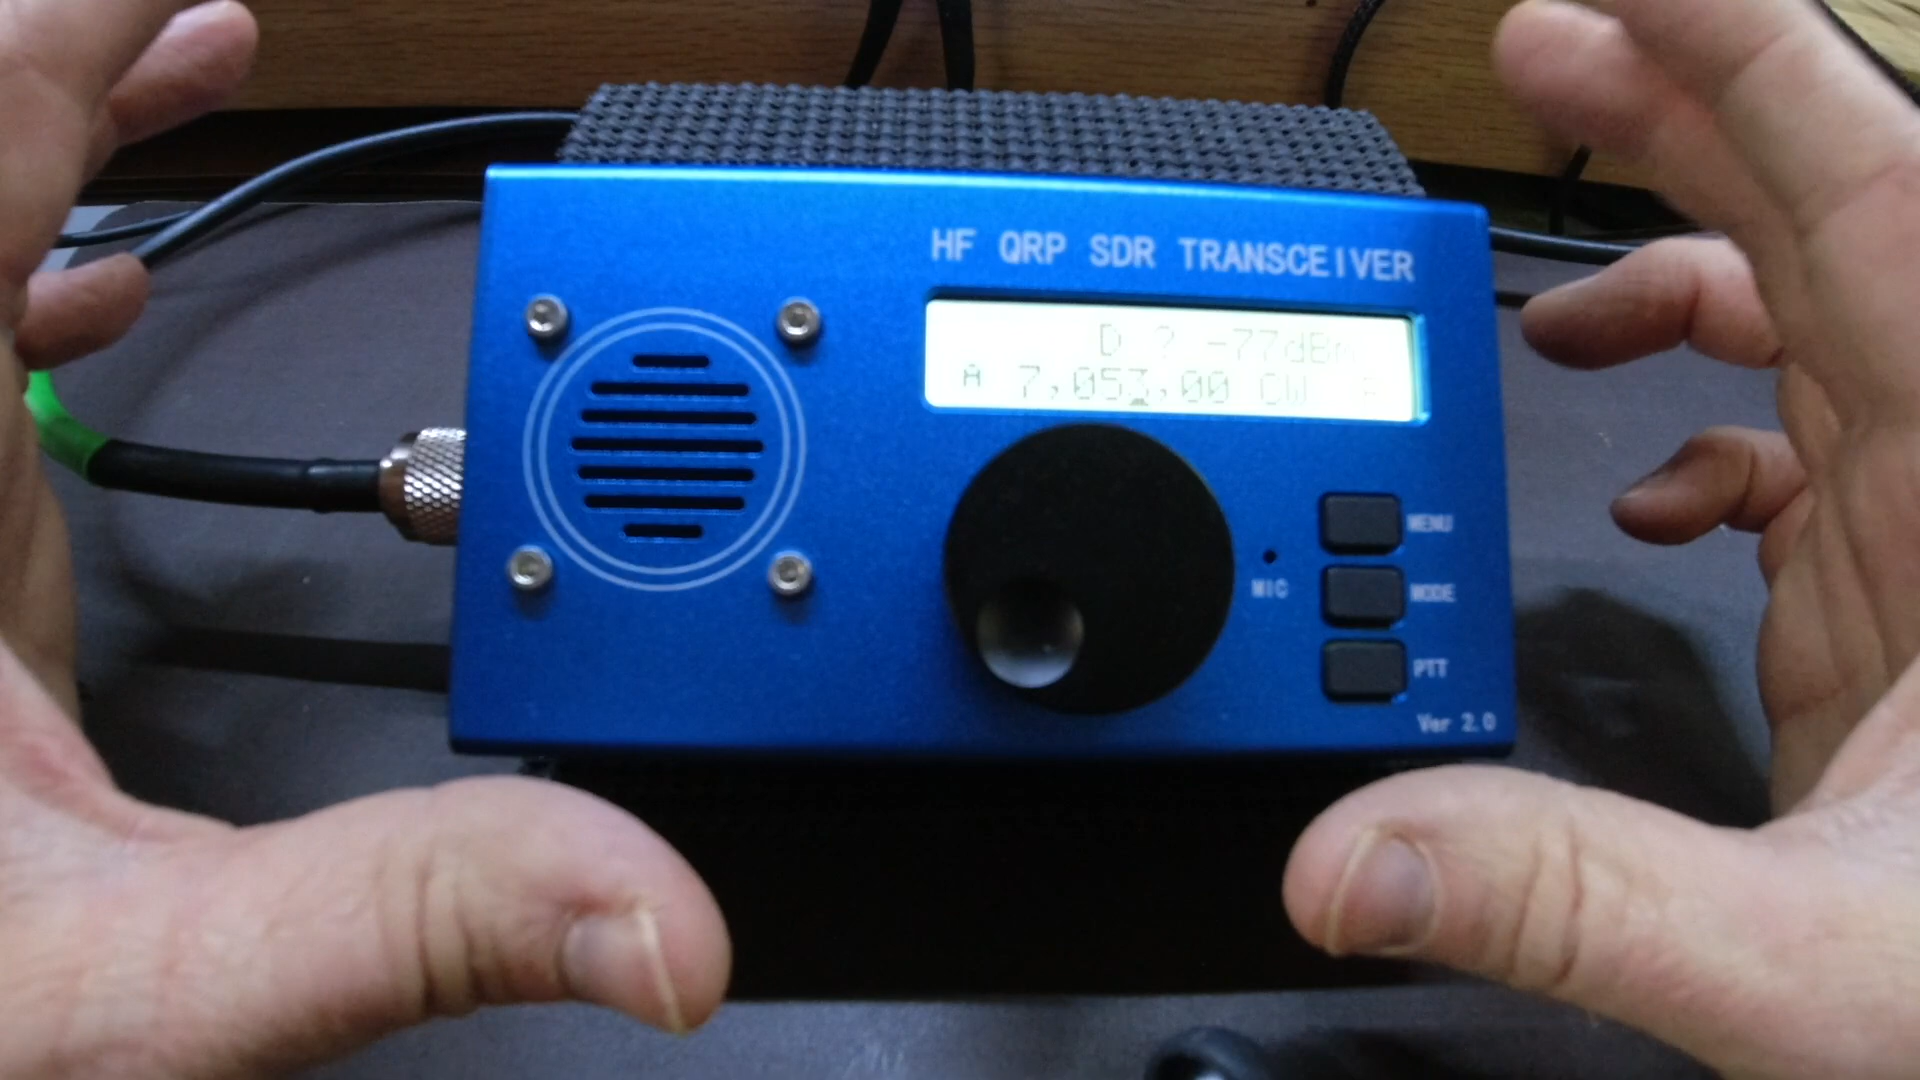 HF QRP SDR TRANSCEIVER
D ? -77dBm
A 7,053,00 CW R
MENU
MIC
MODE
PTT
Ver 2.0